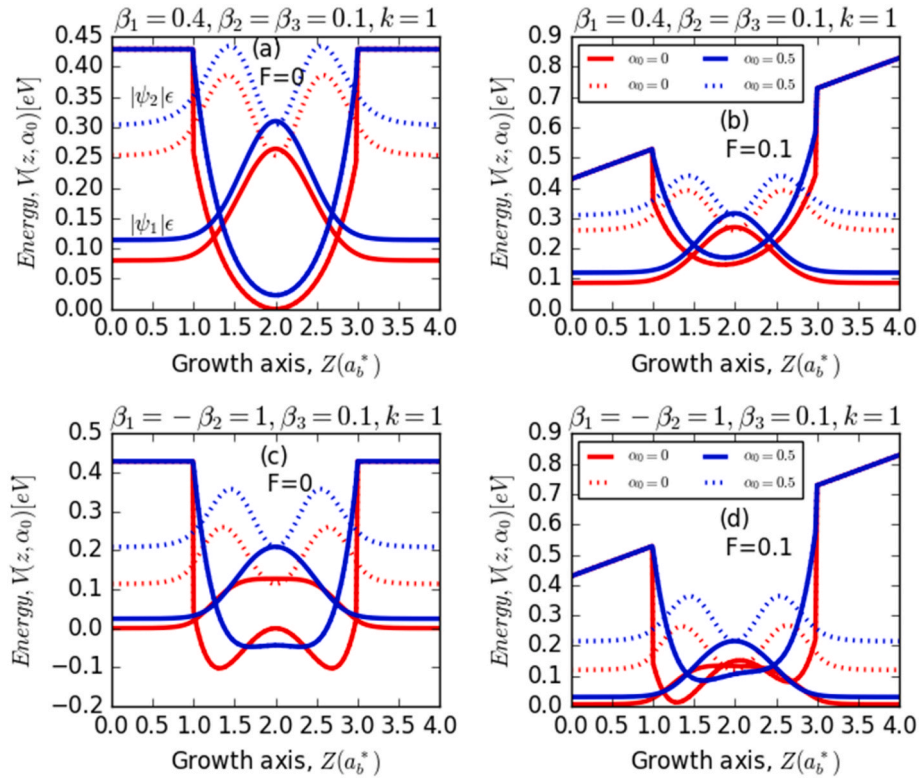 β₁ = 0.4, β₂ = β₃ = 0.1, k = 1
Energy, V(z, α₀)[eV]
0.45
0.40
0.35
0.30
0.25
0.20
0.15
0.10
0.05
0.00
(a)
F=0
|ψ₂|ϵ
|ψ₁|ϵ
0.0 0.5 1.0 1.5 2.0 2.5 3.0 3.5 4.0
Growth axis, Z(a_b*)
β₁ = 0.4, β₂ = β₃ = 0.1, k = 1
Energy, V(z, α₀)[eV]
0.9
0.8
0.7
0.6
0.5
0.4
0.3
0.2
0.1
0.0
α₀ = 0 α₀ = 0.5
α₀ = 0 α₀ = 0.5
(b)
F=0.1
0.0 0.5 1.0 1.5 2.0 2.5 3.0 3.5 4.0
Growth axis, Z(a_b*)
β₁ = − β₂ = 1, β₃ = 0.1, k = 1
Energy, V(z, α₀)[eV]
0.5
0.4
0.3
0.2
0.1
0.0
−0.1
−0.2
(c)
F=0
0.0 0.5 1.0 1.5 2.0 2.5 3.0 3.5 4.0
Growth axis, Z(a_b*)
β₁ = − β₂ = 1, β₃ = 0.1, k = 1
Energy, V(z, α₀)[eV]
0.9
0.8
0.7
0.6
0.5
0.4
0.3
0.2
0.1
0.0
α₀ = 0 α₀ = 0.5
α₀ = 0 α₀ = 0.5
(d)
F=0.1
0.0 0.5 1.0 1.5 2.0 2.5 3.0 3.5 4.0
Growth axis, Z(a_b*)